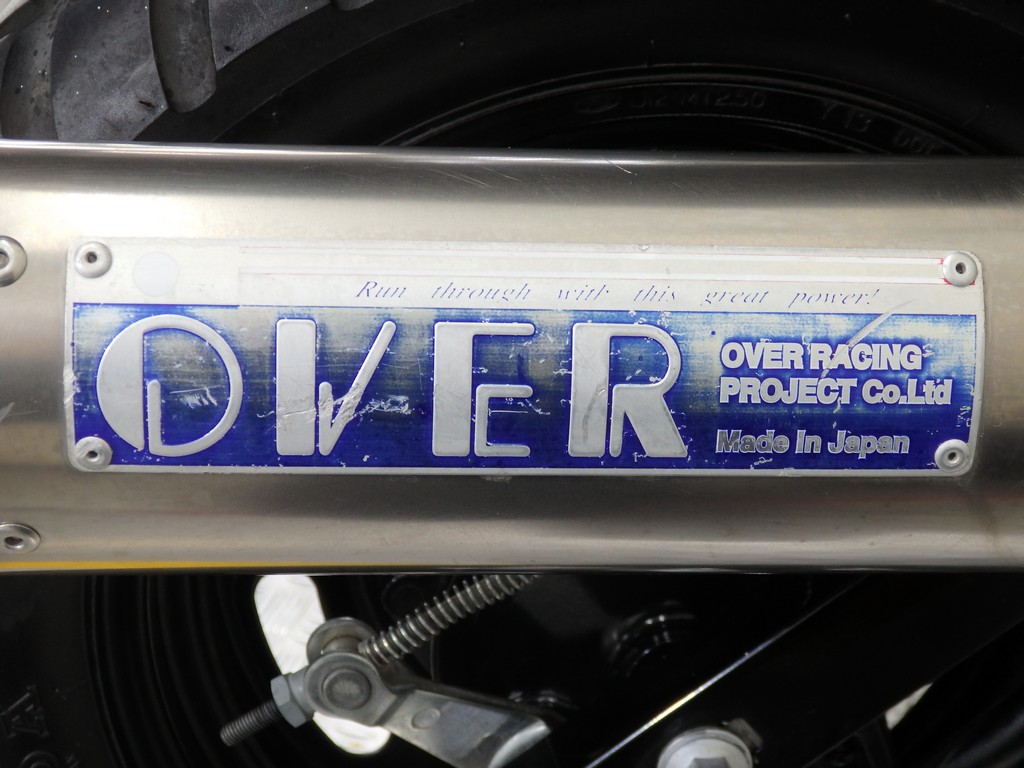 Run through with this great power!
OVER
OVER RACING
PROJECT Co.Ltd
Made In Japan